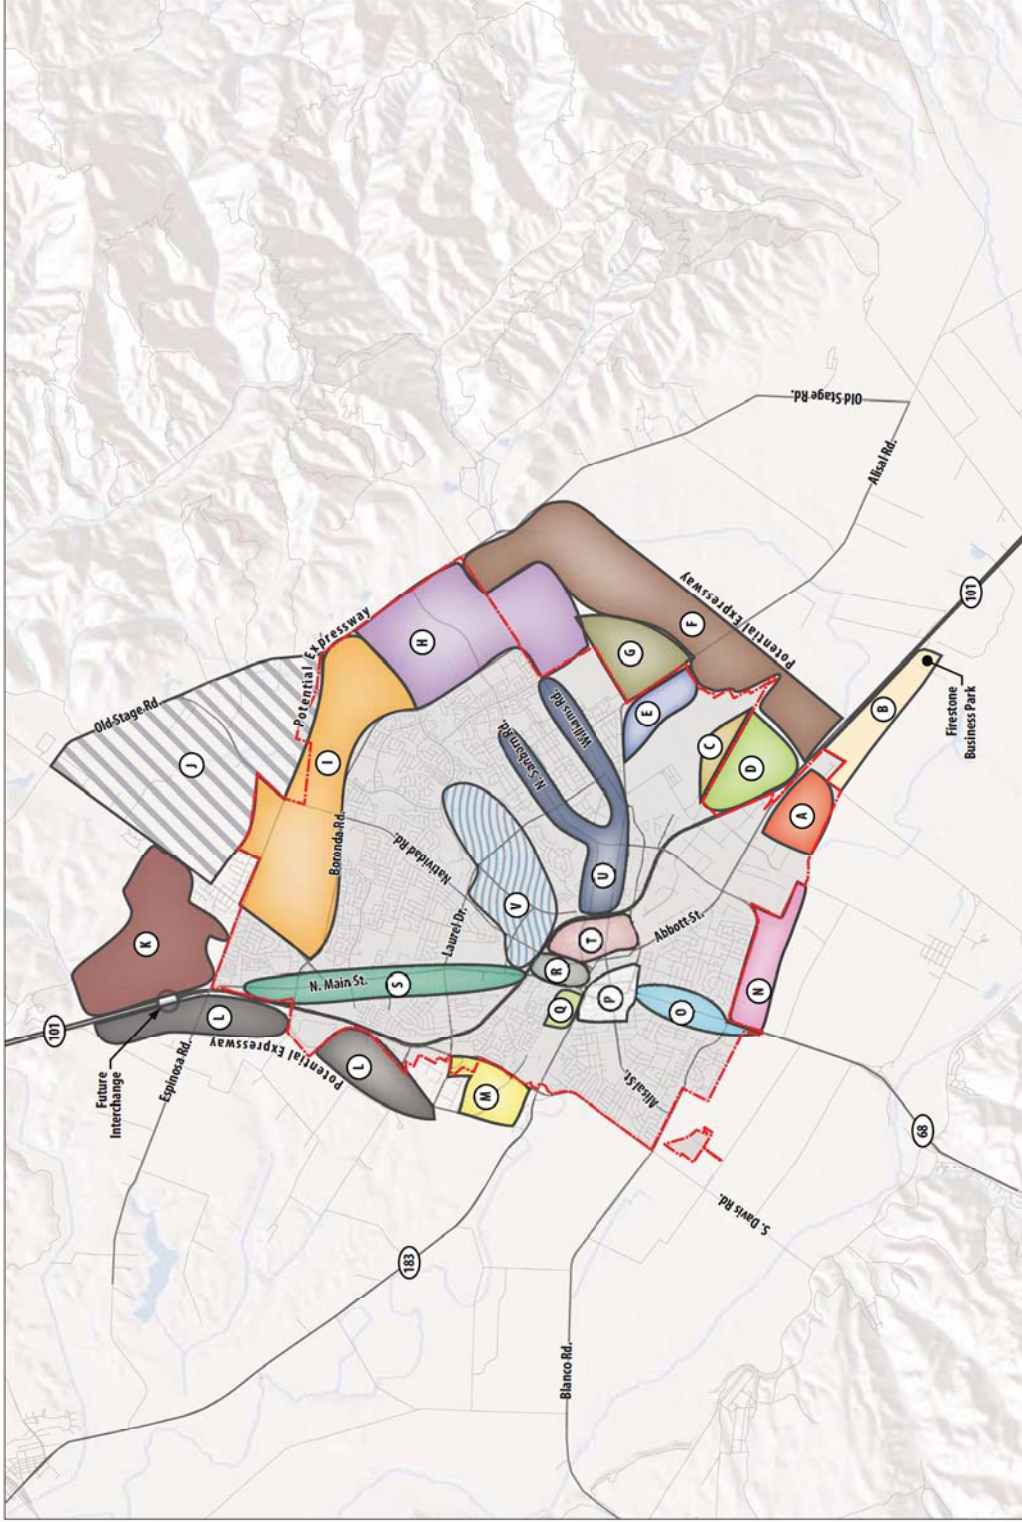 101
Future
Interchange
Espinosa Rd.
Potential Expressway
K
L
L
J
Old Stage Rd.
Potential Expressway
I
Boronda Rd.
H
N. Main St.
S
Laurel Dr.
Natividad Rd.
V
M
183
N. Sanborn Rd.
Williams Rd.
U
T
R
Q
P
O
Abbott St.
Alisal St.
N
G
E
F
Potential Expressway
C
D
A
B
Firestone
Business Park
101
Old Stage Rd.
Alisal Rd.
68
S. Davis Rd.
Blanco Rd.